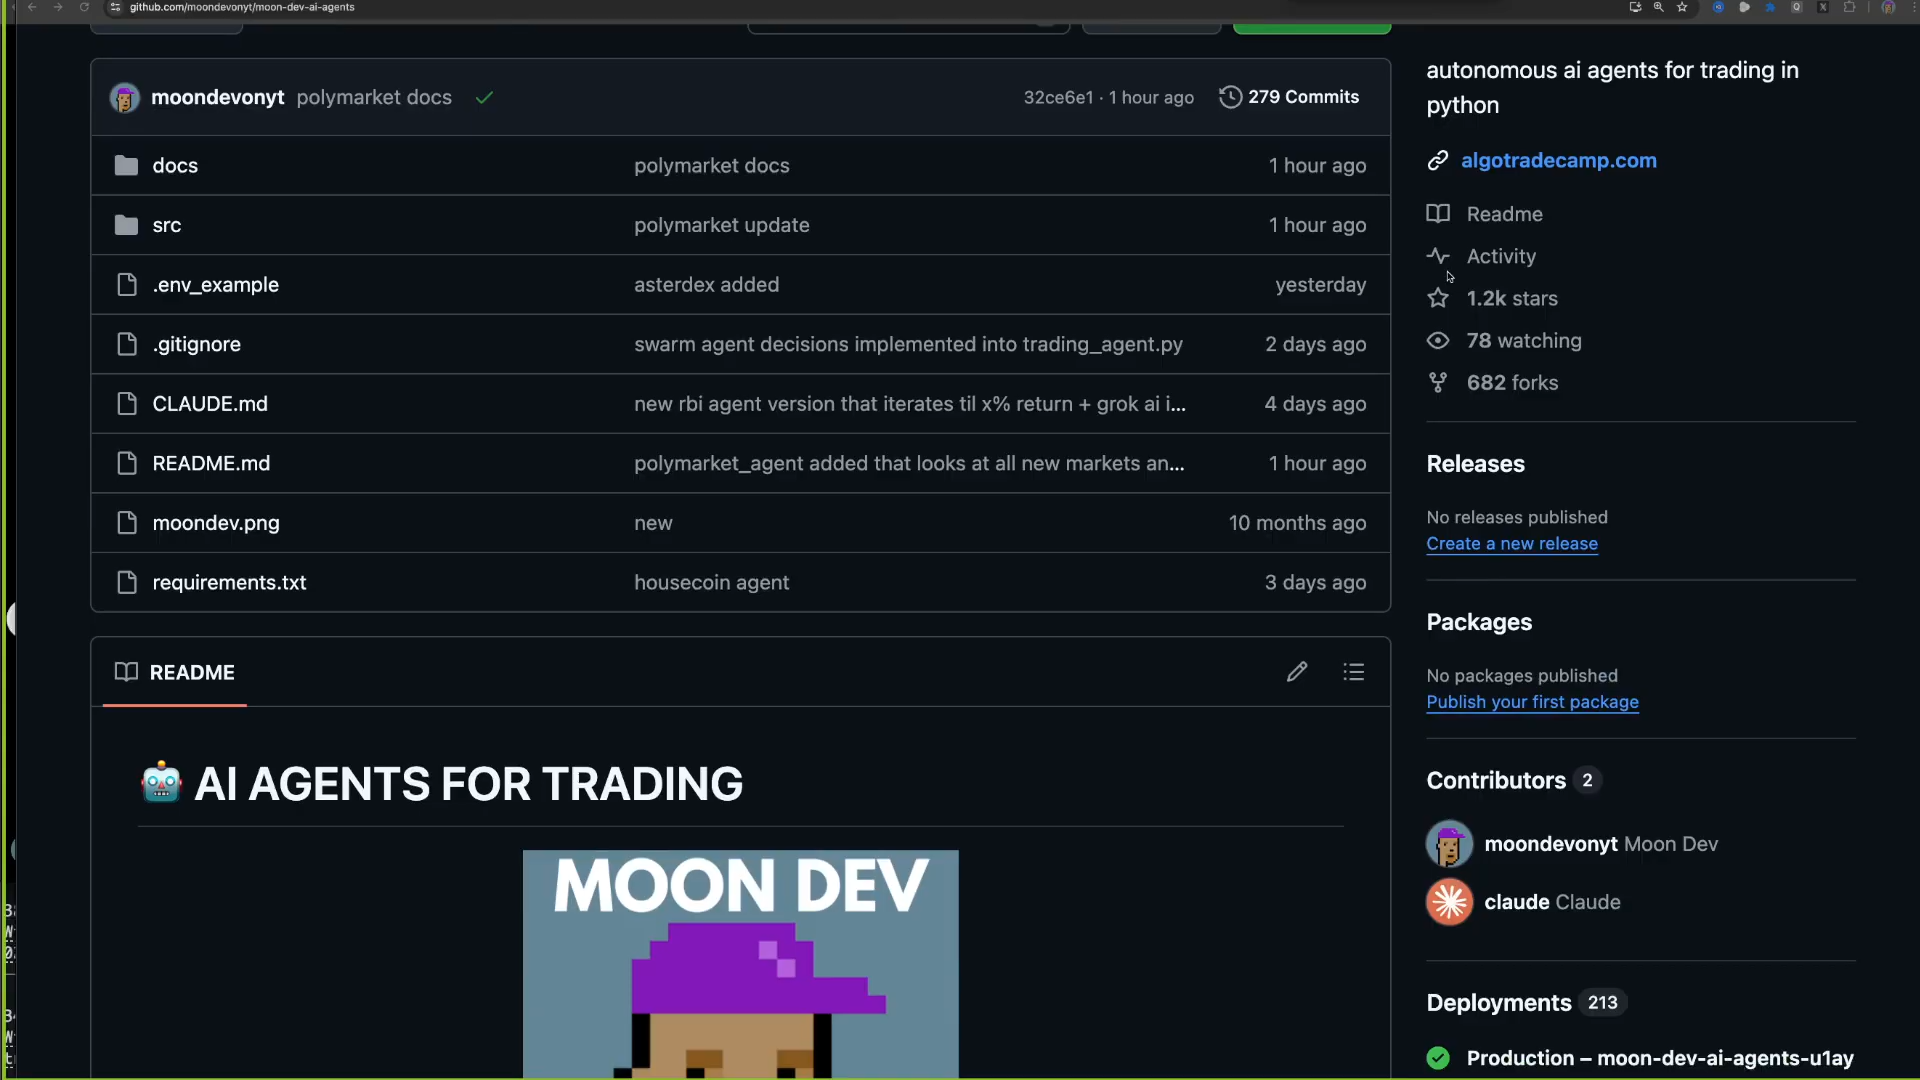 github.com/moondevonyt/moon-dev-ai-agents
moondevonyt polymarket docs 32ce6e1 · 1 hour ago 279 Commits
docs polymarket docs 1 hour ago
src polymarket update 1 hour ago
.env_example asterdex added yesterday
.gitignore swarm agent decisions implemented into trading_agent.py 2 days ago
CLAUDE.md new rbi agent version that iterates til x% return + grok ai i... 4 days ago
README.md polymarket_agent added that looks at all new markets an... 1 hour ago
moondev.png new 10 months ago
requirements.txt housecoin agent 3 days ago
README
AI AGENTS FOR TRADING
MOON DEV
autonomous ai agents for trading in
python
algotradecamp.com
Readme
Activity
1.2k stars
78 watching
682 forks
Releases
No releases published
Create a new release
Packages
No packages published
Publish your first package
Contributors 2
moondevonyt Moon Dev
claude Claude
Deployments 213
Production – moon-dev-ai-agents-u1ay